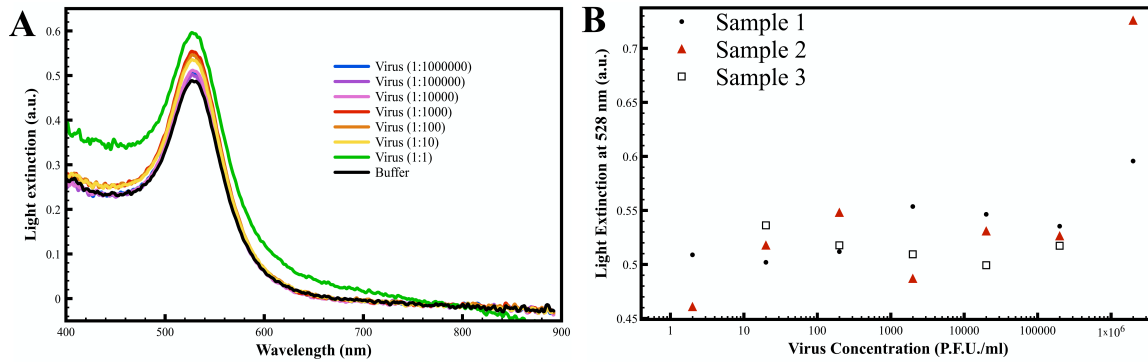 A
Light extinction (a.u.)
0.6
0.5
0.4
0.3
0.2
0.1
0
400
500
600
700
800
900
Wavelength (nm)
Virus (1:1000000)
Virus (1:100000)
Virus (1:10000)
Virus (1:1000)
Virus (1:100)
Virus (1:10)
Virus (1:1)
Buffer
B
Light Extinction at 528 nm (a.u.)
0.7
0.65
0.6
0.55
0.5
0.45
Sample 1
Sample 2
Sample 3
1
10
100
1000
10000
100000
1×10⁶
Virus Concentration (P.F.U./ml)